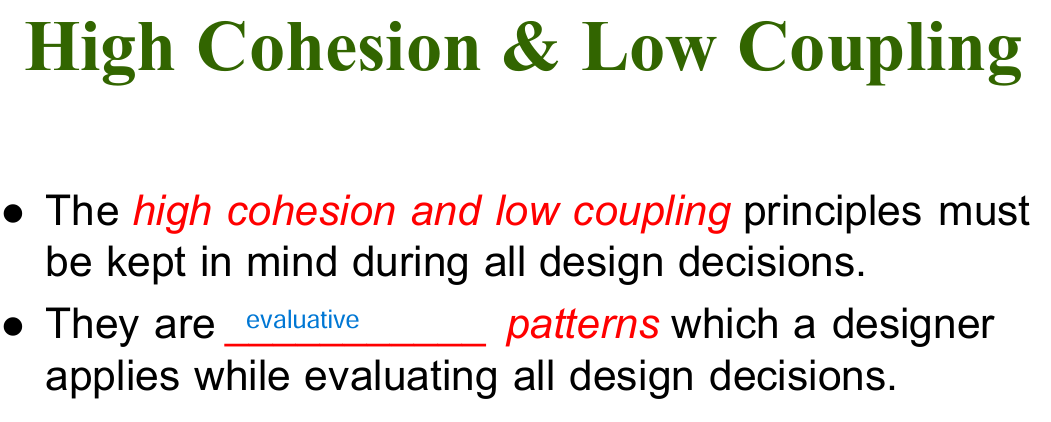 High Cohesion & Low Coupling
● The high cohesion and low coupling principles must
be kept in mind during all design decisions.
● They are evaluative patterns which a designer
applies while evaluating all design decisions.